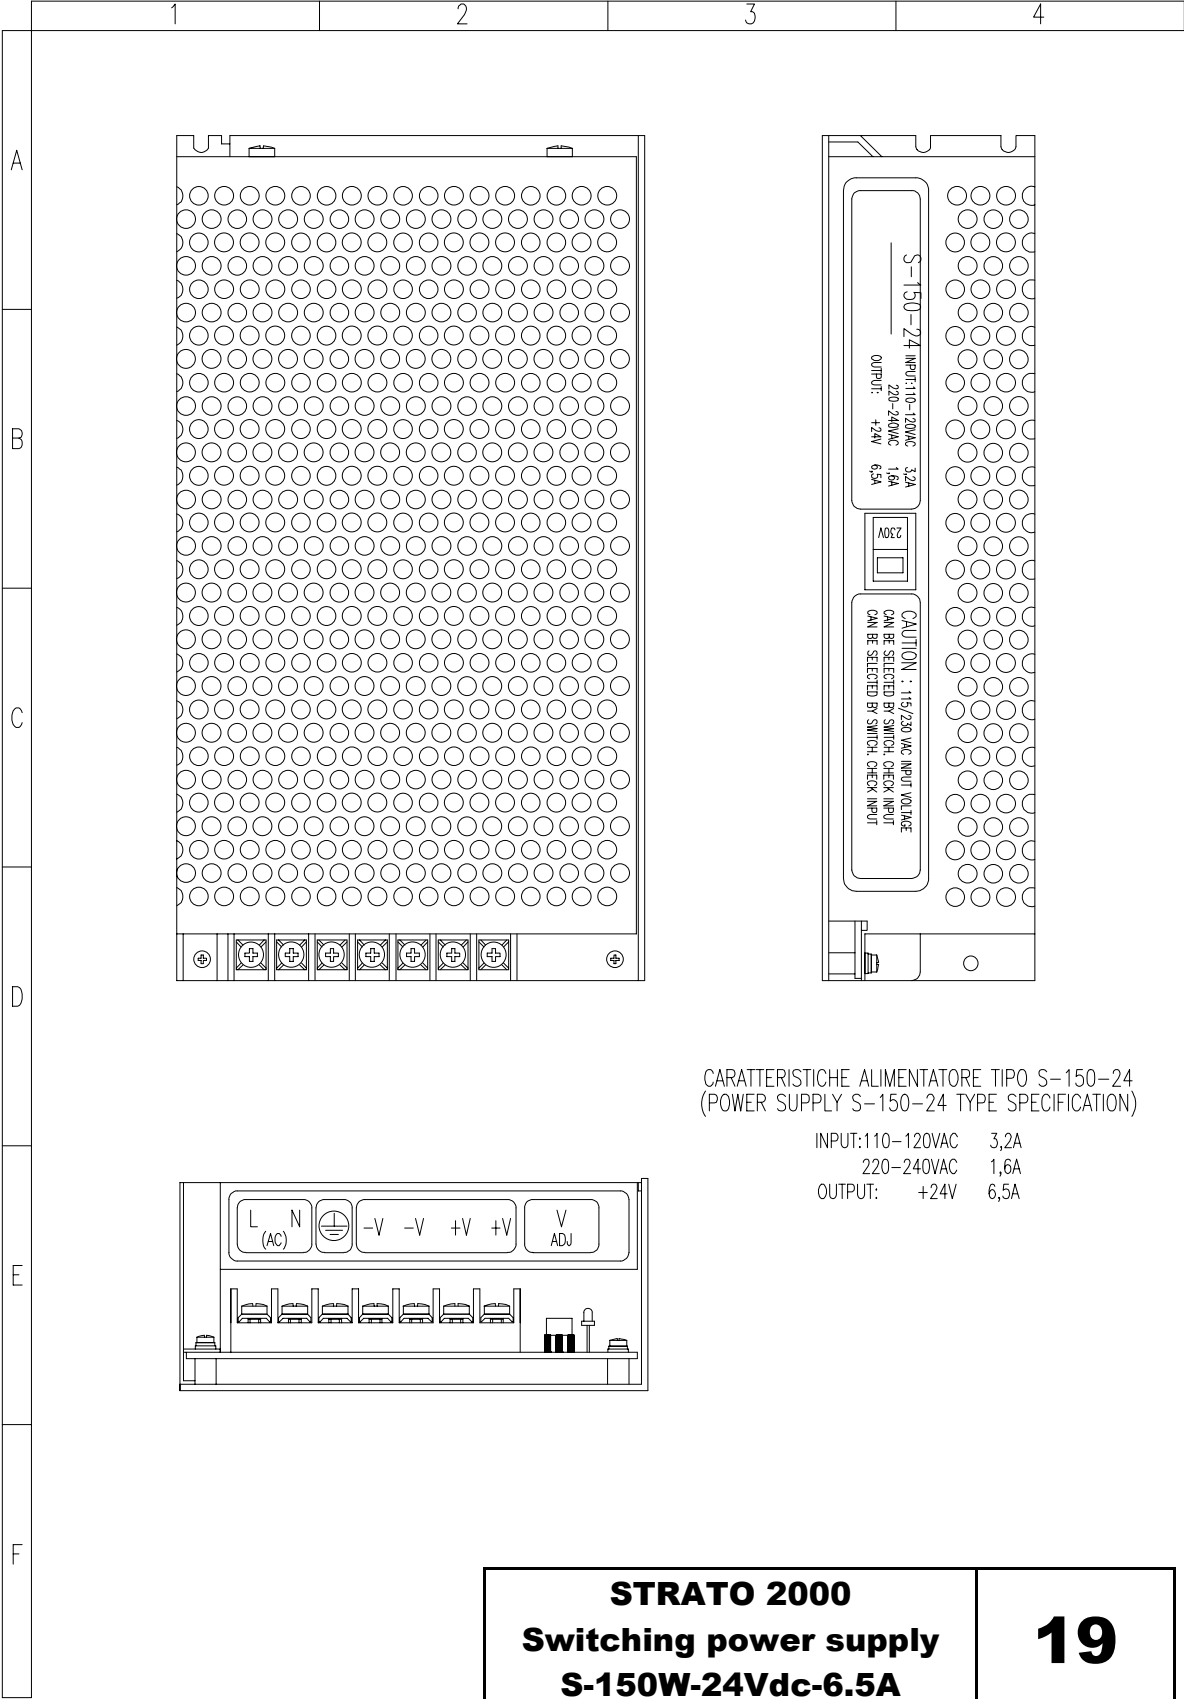 1 2 3 4
A
B
C
D
E
F
S-150-24
INPUT:110-120VAC 3,2A
220-240VAC 1,6A
OUTPUT: +24V 6,5A
230V
CAUTION : 115/230 VAC INPUT VOLTAGE
CAN BE SELECTED BY SWITCH. CHECK INPUT
CAN BE SELECTED BY SWITCH. CHECK INPUT
CARATTERISTICHE ALIMENTATORE TIPO S-150-24
(POWER SUPPLY S-150-24 TYPE SPECIFICATION)
INPUT:110-120VAC 3,2A
220-240VAC 1,6A
OUTPUT: +24V 6,5A
L N
(AC)
-V -V +V +V
V
ADJ
STRATO 2000
Switching power supply
S-150W-24Vdc-6.5A
19